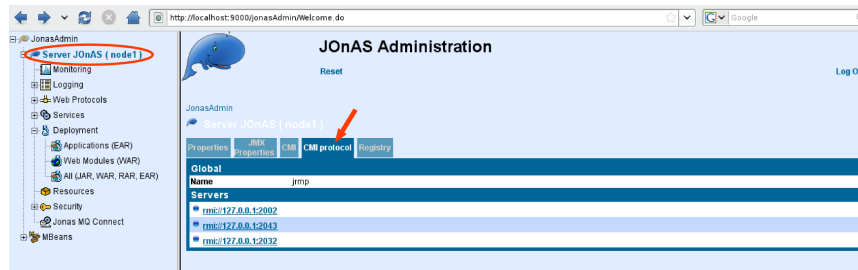 http://localhost:9000/jonasAdmin/Welcome.do
Google
JonasAdmin
Server JOnAS ( node1 )
Monitoring
Logging
Web Protocols
Services
Deployment
Applications (EAR)
Web Modules (WAR)
All (JAR, WAR, RAR, EAR)
Resources
Security
Jonas MQ Connect
MBeans
JOnAS Administration
Reset
Log O
JonasAdmin
Server JOnAS ( node1 )
Properties
JMX
Properties
CMI
CMI protocol
Registry
Global
Name jrmp
Servers
rmi://127.0.0.1:2002
rmi://127.0.0.1:2043
rmi://127.0.0.1:2032